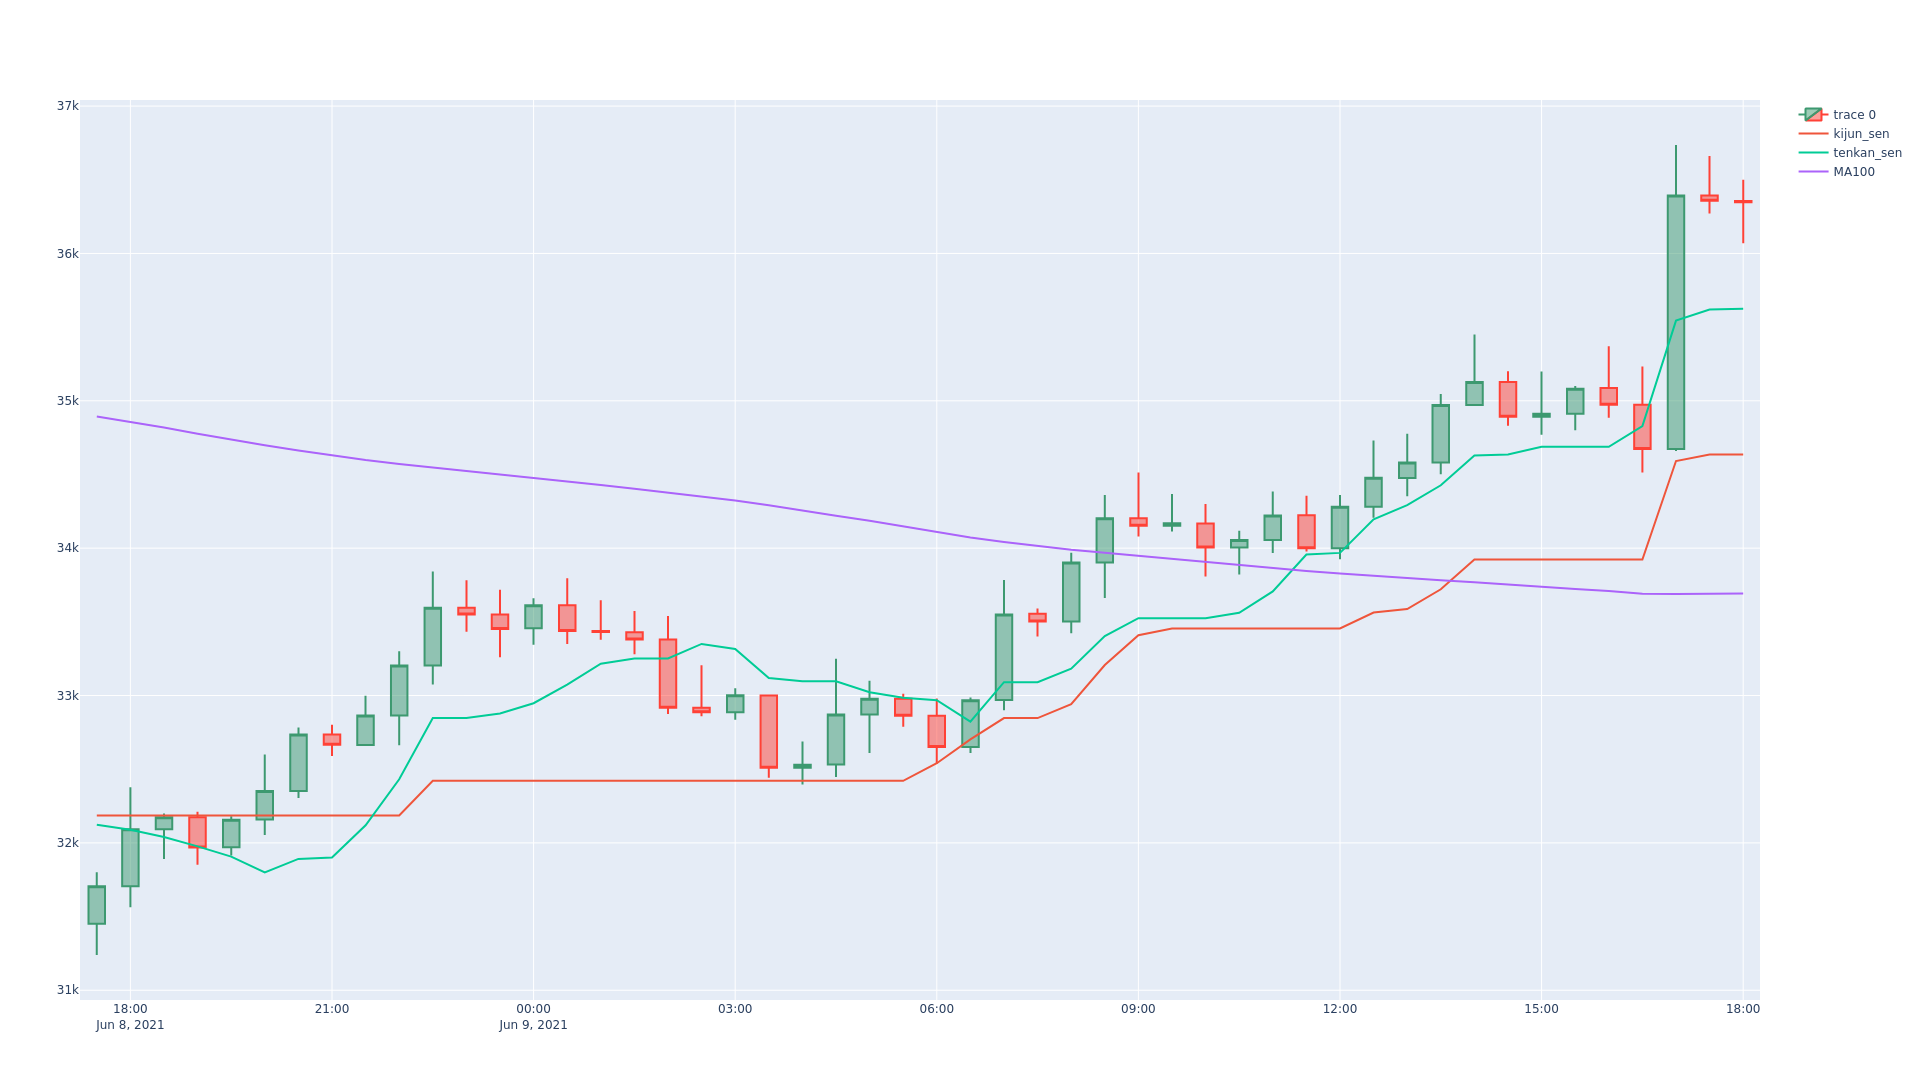 37k
36k
35k
34k
33k
32k
31k
18:00
21:00
00:00
03:00
06:00
09:00
12:00
15:00
18:00
Jun 8, 2021
Jun 9, 2021
trace 0
kijun_sen
tenkan_sen
MA100